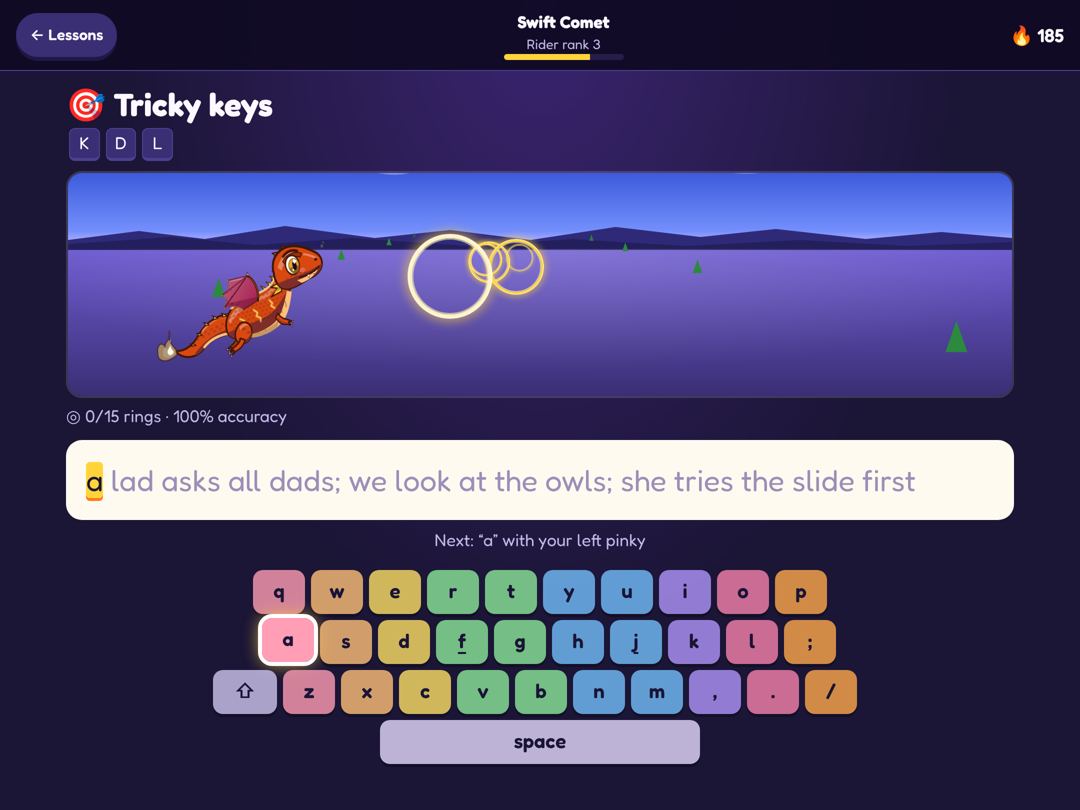 ← Lessons
Swift Comet
Rider rank 3
🔥 185
🎯 Tricky keys
K D L
◎ 0/15 rings · 100% accuracy
a lad asks all dads; we look at the owls; she tries the slide first
Next: “a” with your left pinky
q w e r t y u i o p
a s d f g h j k l ;
⇧ z x c v b n m , . /
space